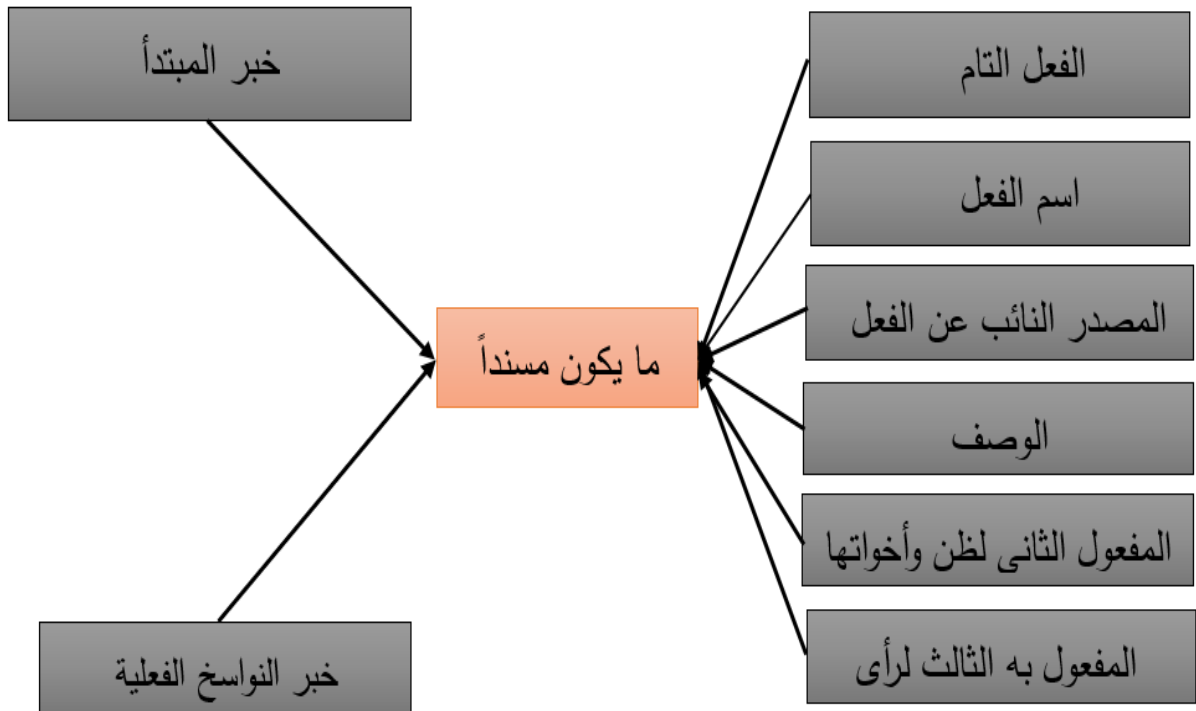 الفعل التام
خبر المبتدأ
اسم الفعل
المصدر النائب عن الفعل
ما يكون مسنداً
الوصف
المفعول الثانى لظن وأخواتها
المفعول به الثالث لرأى
خبر النواسخ الفعلية